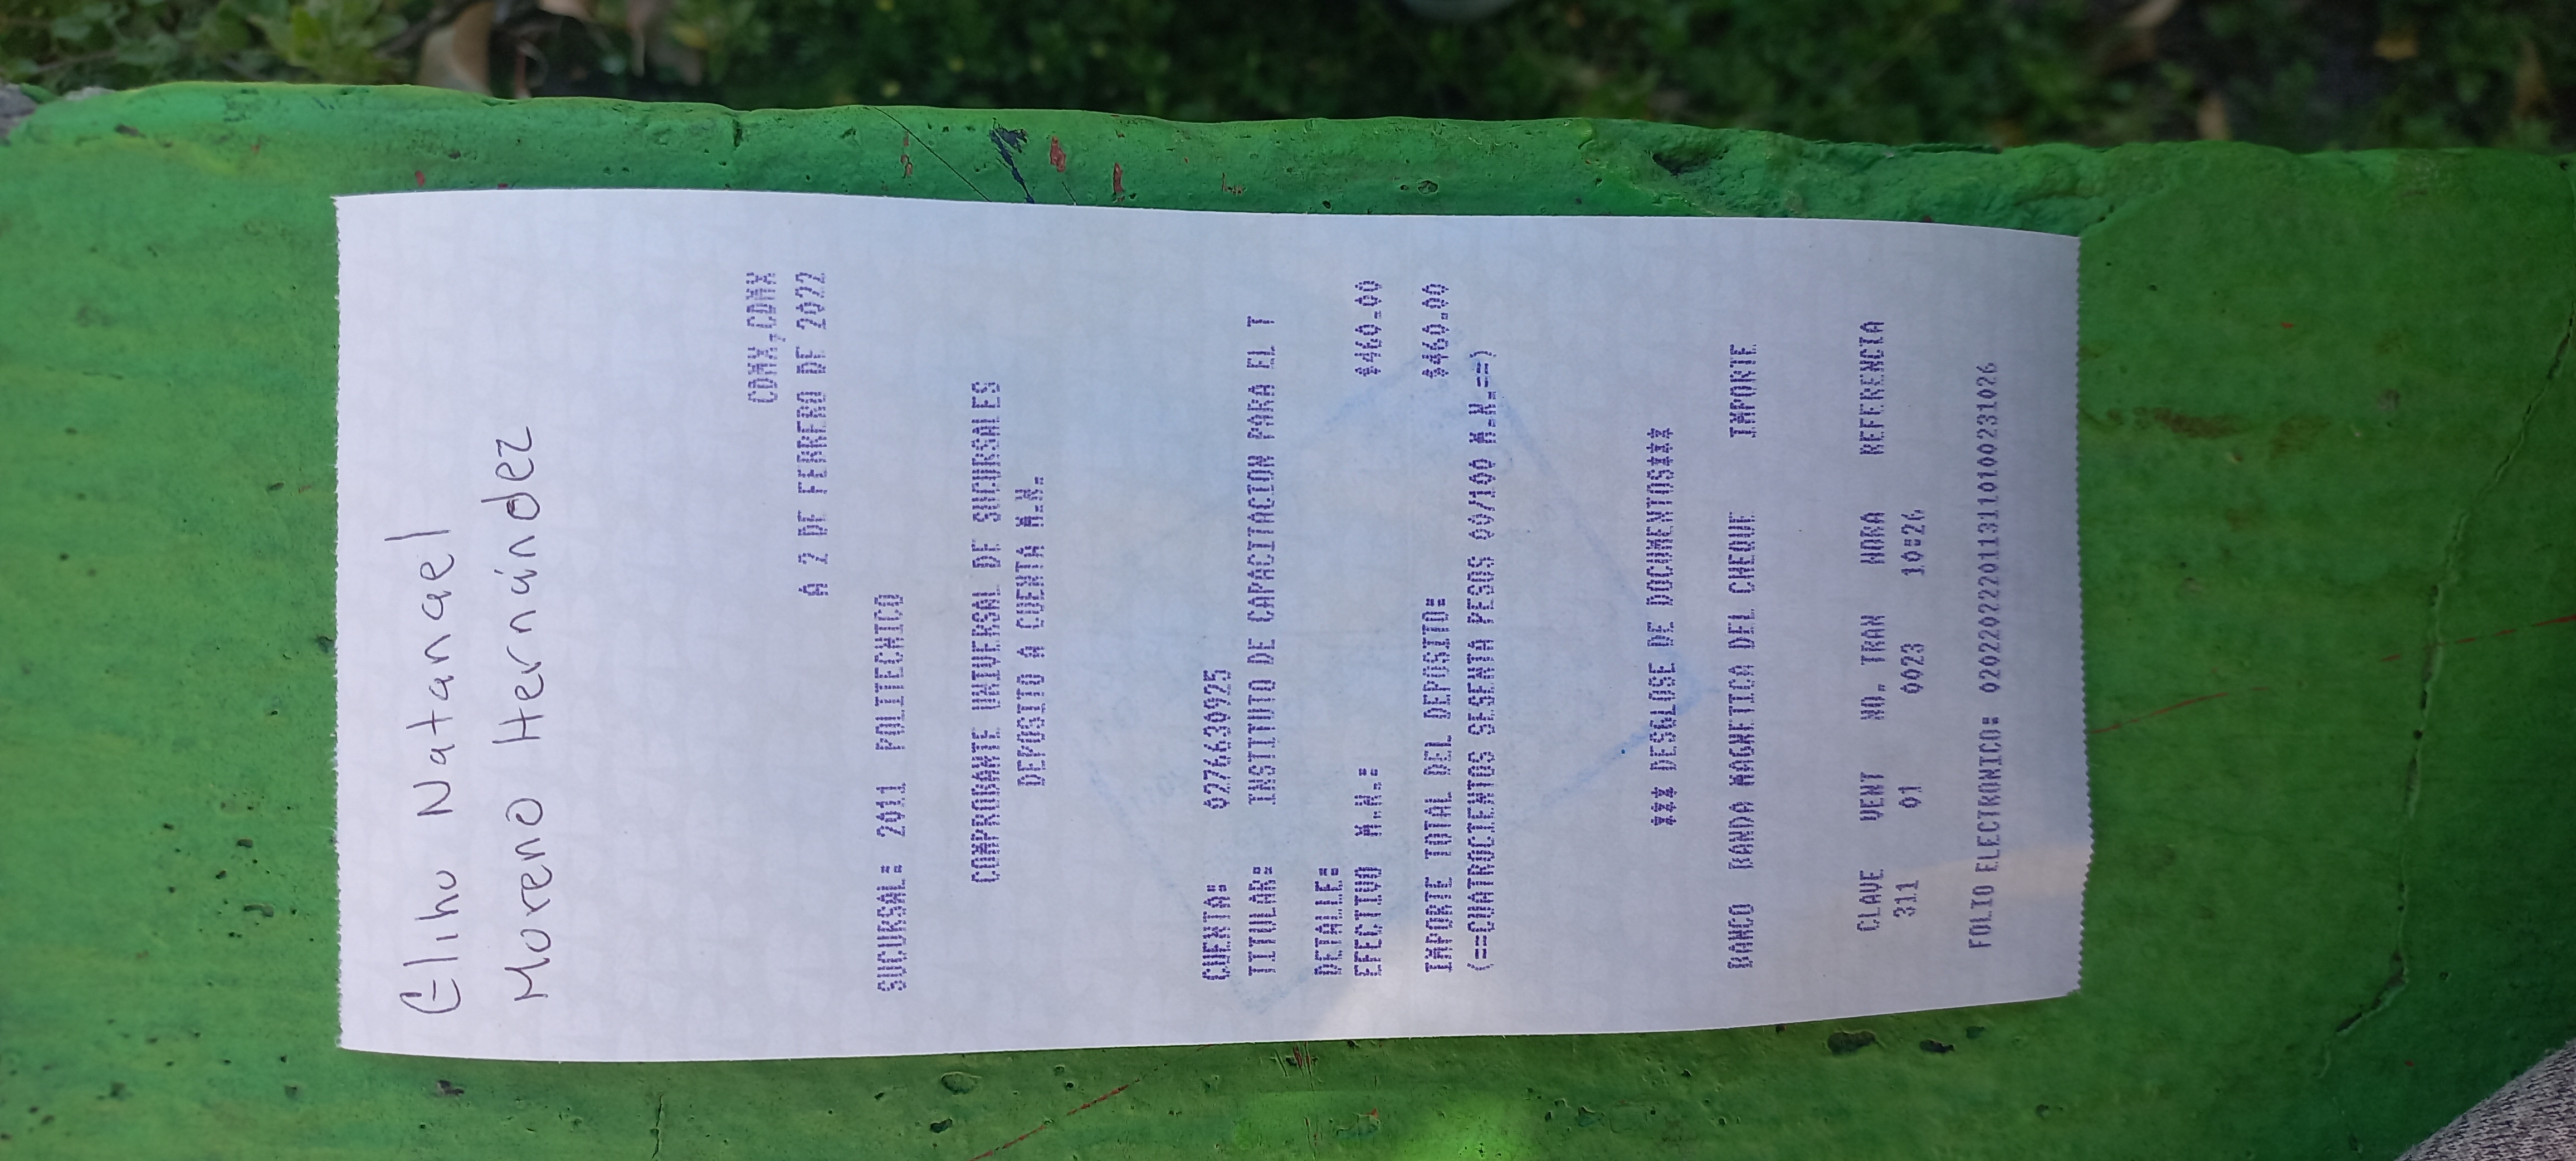 Elihu Natanael
Moreno Hernández
CDMX,CDMX
A 2 DE FEBRERO DE 2022
SUCURSAL: 2011 POLITECNICO
COMPROBANTE UNIVERSAL DE SUCURSALES
DEPOSITO A CUENTA M.N.
CUENTA: 0276630925
TITULAR: INSTITUTO DE CAPACITACION PARA EL T
DETALLE:
EFECTIVO M.N.: $460.00
IMPORTE TOTAL DEL DEPOSITO: $460.00
(==CUATROCIENTOS SESENTA PESOS 00/100 M.N.==)
*** DESGLOSE DE DOCUMENTOS***
BANCO BANDA MAGNETICA DEL CHEQUE IMPORTE
CLAVE VENT NO. TRAN HORA REFERENCIA
311 01 0023 10:26
FOLIO ELECTRONICO: 0202202220113110100231026